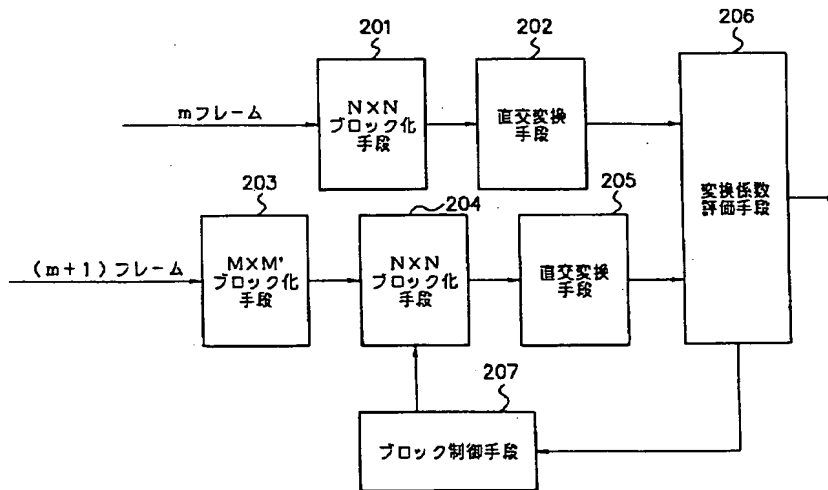 201
202
206
mフレーム
N×N
ブロック化
手段
直交変換
手段
変換係数
評価手段
203
204
205
(m+1)フレーム
M×M'
ブロック化
手段
N×N
ブロック化
手段
直交変換
手段
207
ブロック制御手段